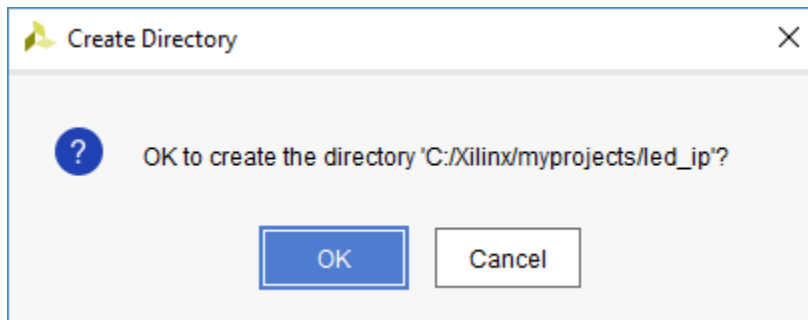 Create Directory
OK to create the directory 'C:/Xilinx/myprojects/led_ip'?
OK
Cancel